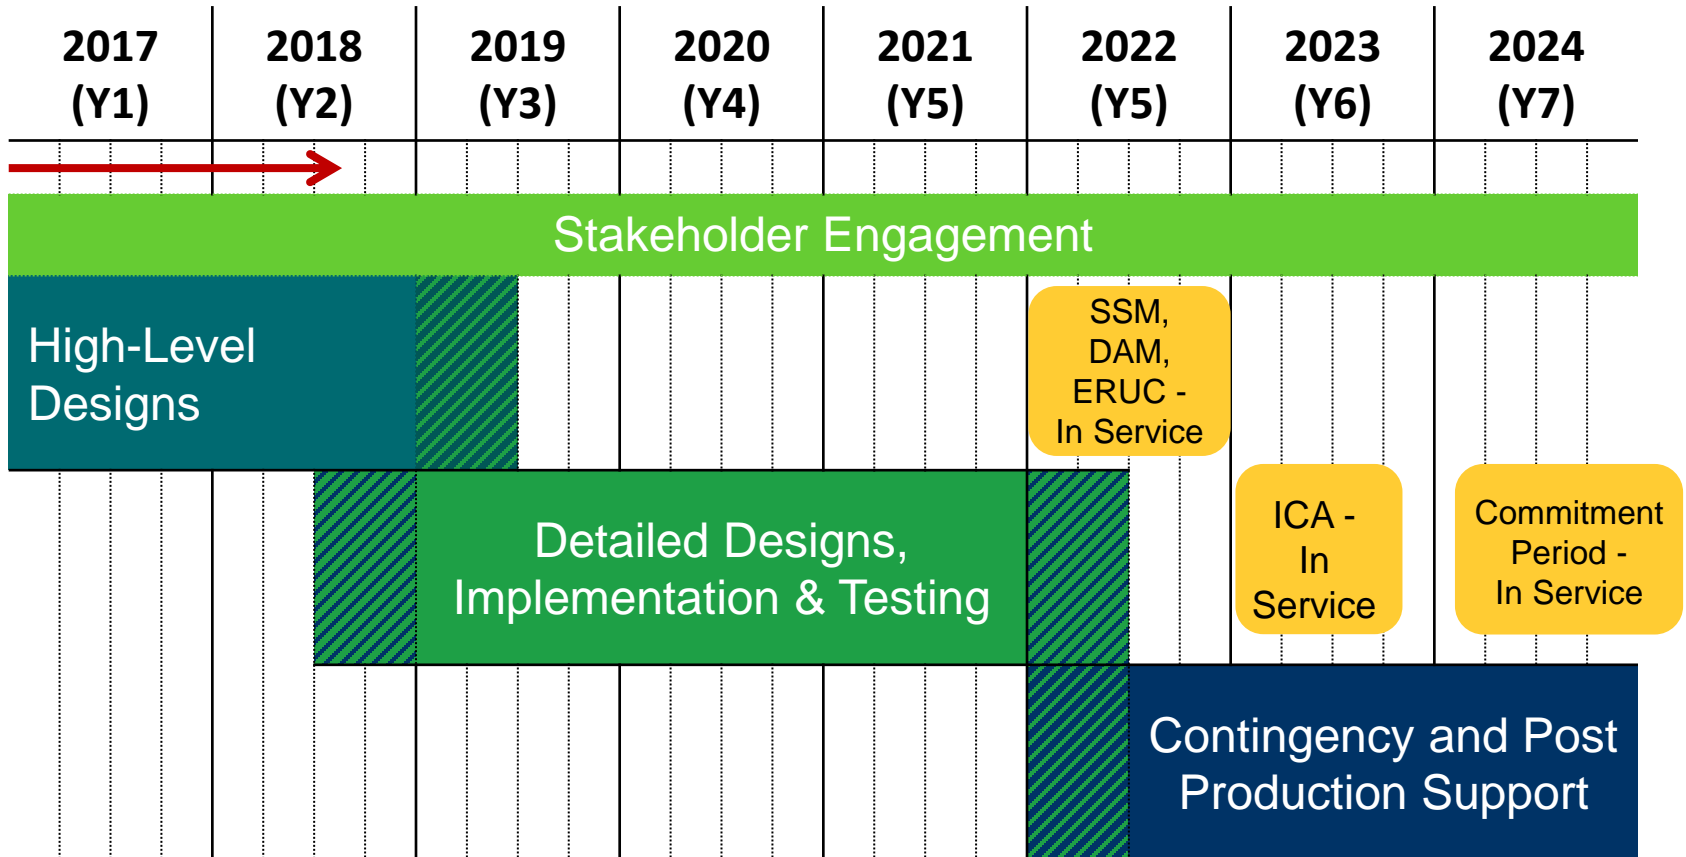 2017 2018 2019 2020 2021 2022 2023 2024
(Y1) (Y2) (Y3) (Y4) (Y5) (Y5) (Y6) (Y7)
Stakeholder Engagement
High-Level
Designs
SSM,
DAM,
ERUC -
In Service
Detailed Designs,
Implementation & Testing
ICA -
In
Service
Commitment
Period -
In Service
Contingency and Post
Production Support